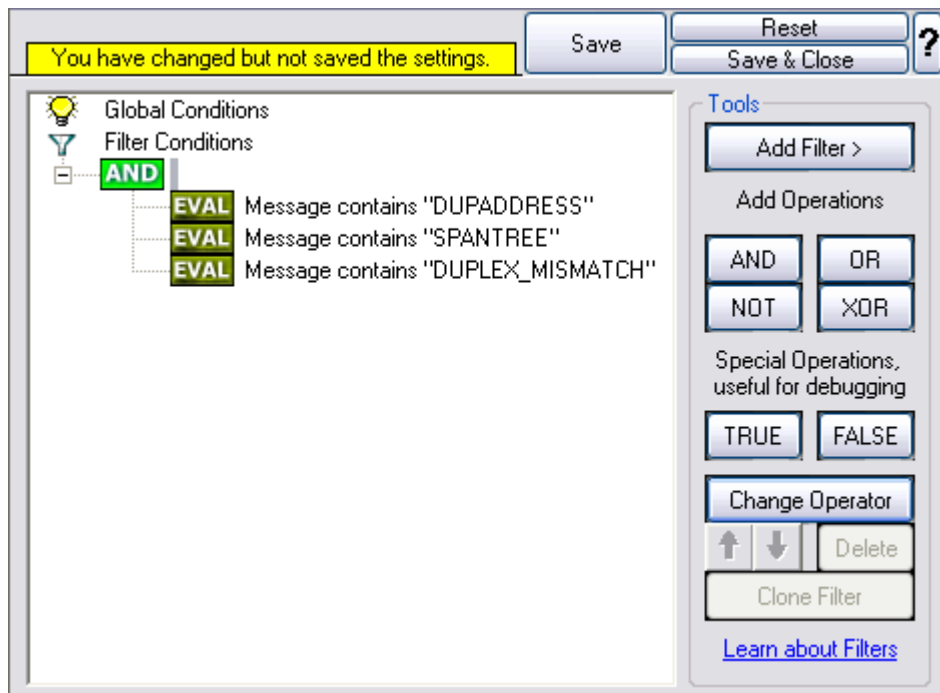 You have changed but not saved the settings.
Save
Reset
Save & Close
?
Global Conditions
Filter Conditions
AND
EVAL Message contains "DUPADDRESS"
EVAL Message contains "SPANTREE"
EVAL Message contains "DUPLEX_MISMATCH"
Tools
Add Filter >
Add Operations
AND OR
NOT XOR
Special Operations,
useful for debugging
TRUE FALSE
Change Operator
Delete
Clone Filter
Learn about Filters